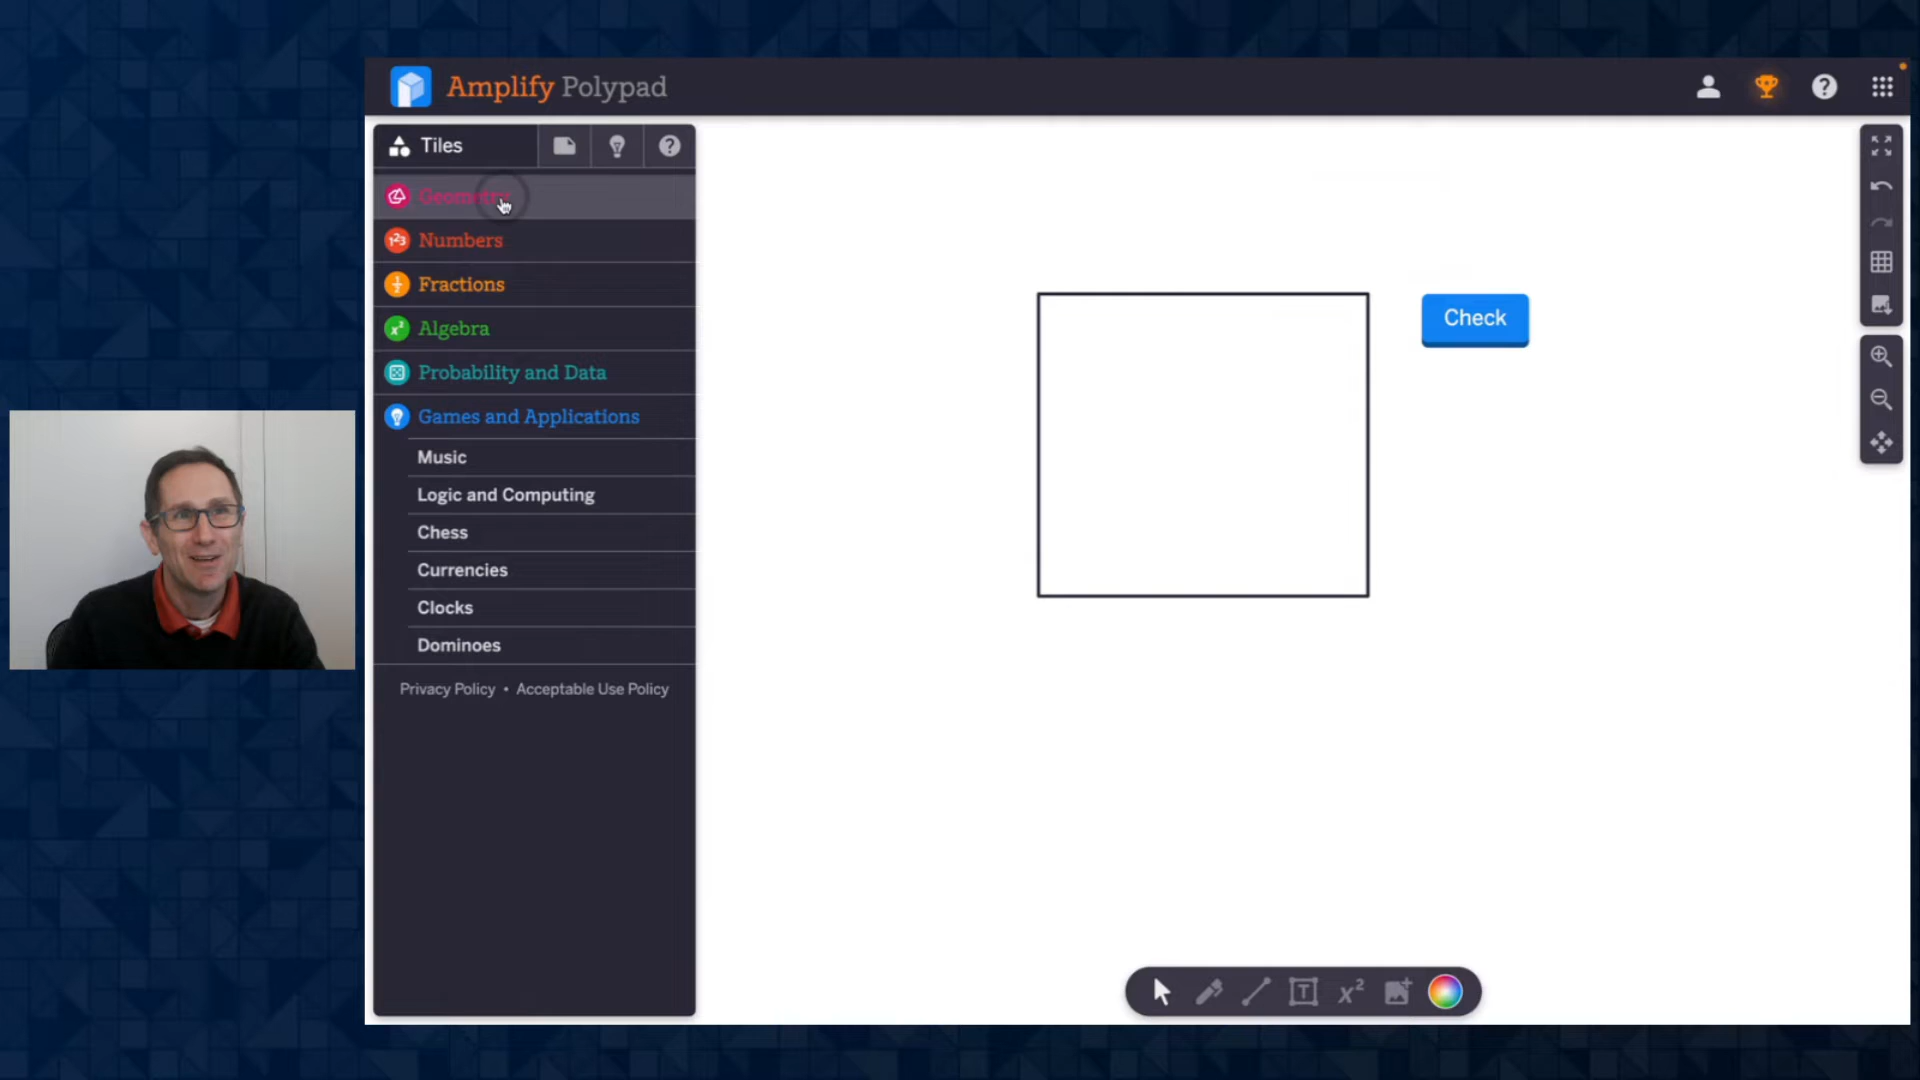 Amplify Polypad
Tiles
Geometry
Numbers
Fractions
Algebra
Probability and Data
Games and Applications
Music
Logic and Computing
Chess
Currencies
Clocks
Dominoes
Privacy Policy • Acceptable Use Policy
Check